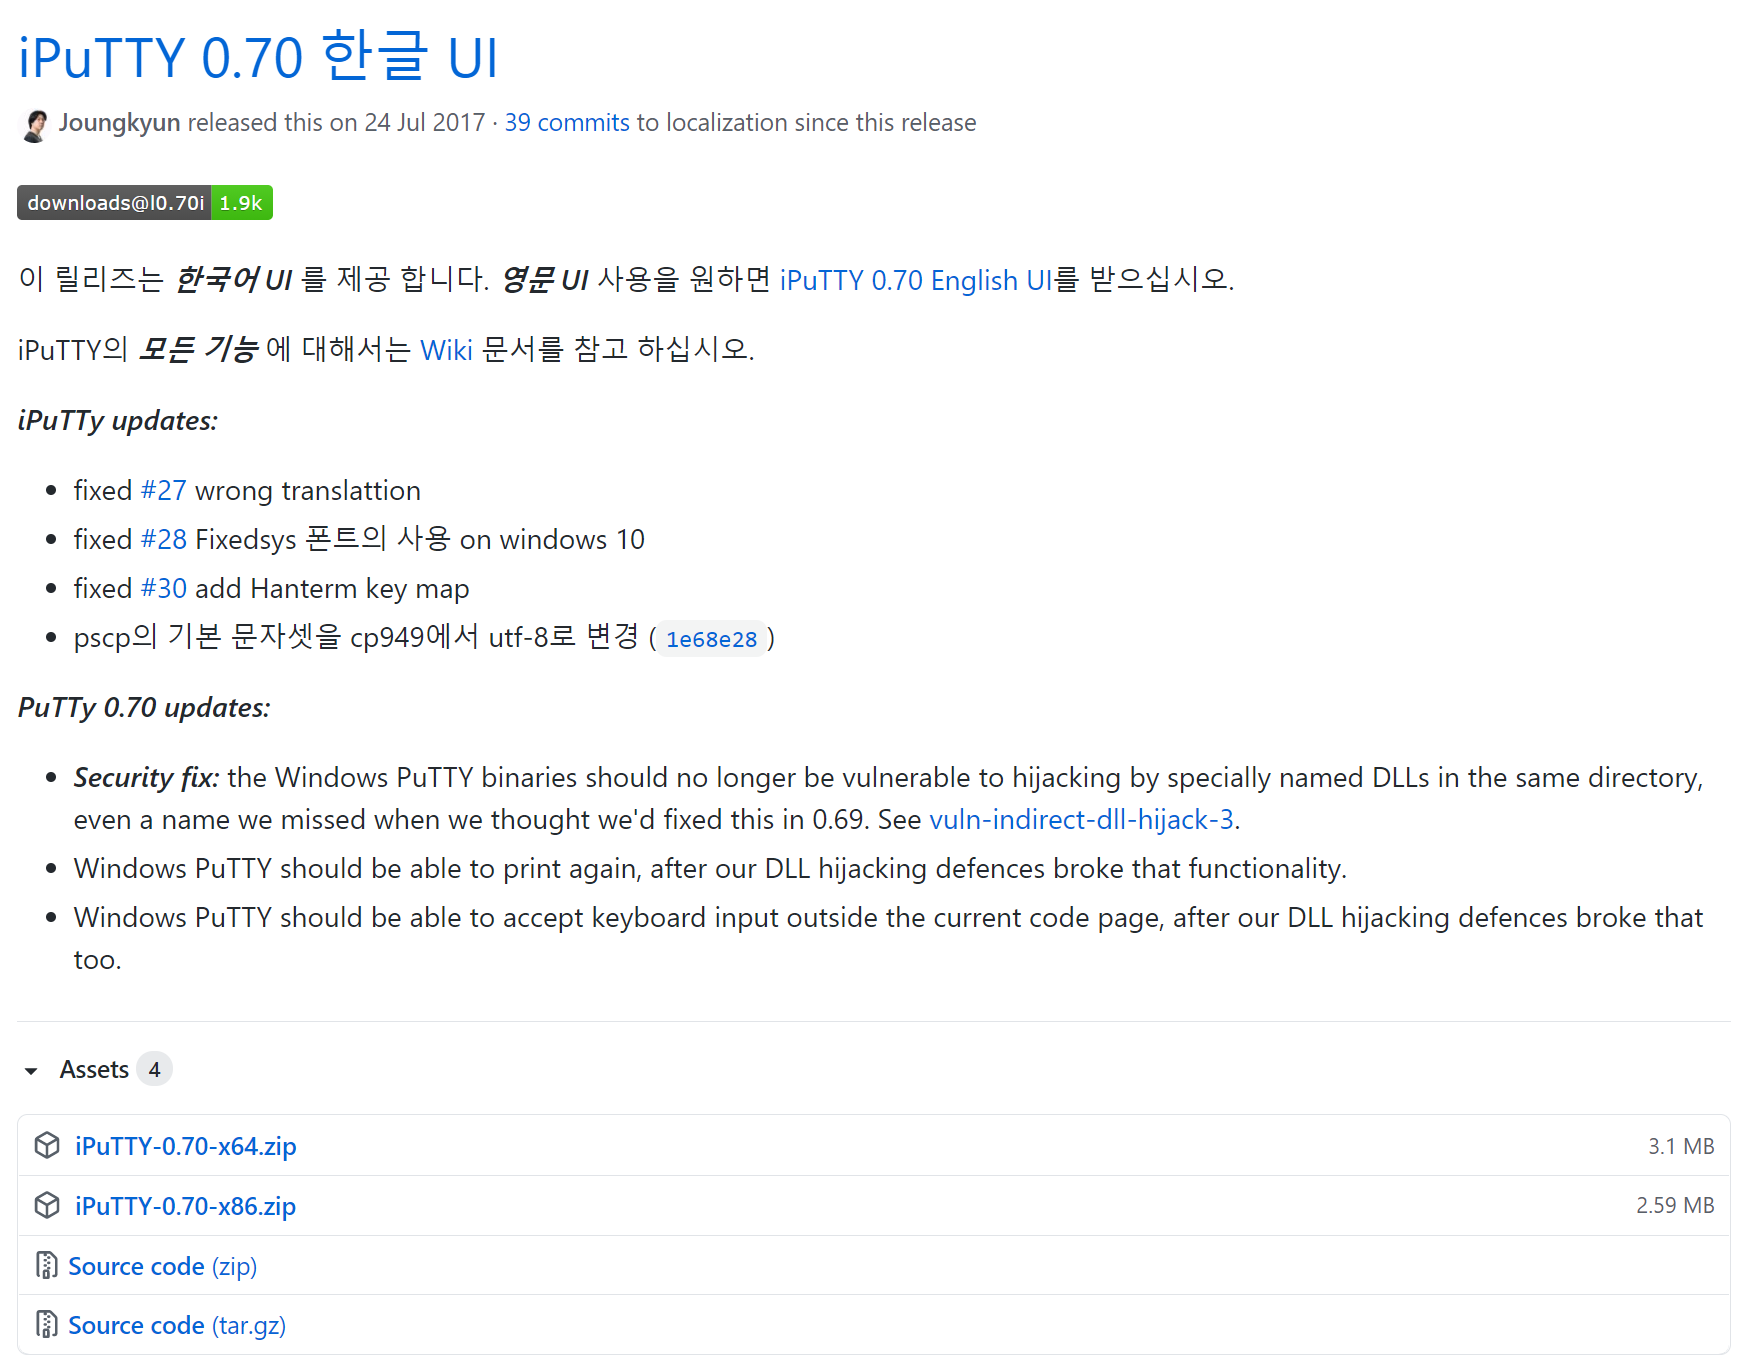 iPuTTY 0.70 한글 UI
Joungkyun released this on 24 Jul 2017 · 39 commits to localization since this release
downloads@l0.70i 1.9k
이 릴리즈는 한국어 UI 를 제공 합니다. 영문 UI 사용을 원하면 iPuTTY 0.70 English UI를 받으십시오.
iPuTTY의 모든 기능 에 대해서는 Wiki 문서를 참고 하십시오.
iPuTTy updates:
• fixed #27 wrong translattion
• fixed #28 Fixedsys 폰트의 사용 on windows 10
• fixed #30 add Hanterm key map
• pscp의 기본 문자셋을 cp949에서 utf-8로 변경 (1e68e28)
PuTTy 0.70 updates:
• Security fix: the Windows PuTTY binaries should no longer be vulnerable to hijacking by specially named DLLs in the same directory,
even a name we missed when we thought we'd fixed this in 0.69. See vuln-indirect-dll-hijack-3.
• Windows PuTTY should be able to print again, after our DLL hijacking defences broke that functionality.
• Windows PuTTY should be able to accept keyboard input outside the current code page, after our DLL hijacking defences broke that
too.
Assets 4
iPuTTY-0.70-x64.zip 3.1 MB
iPuTTY-0.70-x86.zip 2.59 MB
Source code (zip)
Source code (tar.gz)